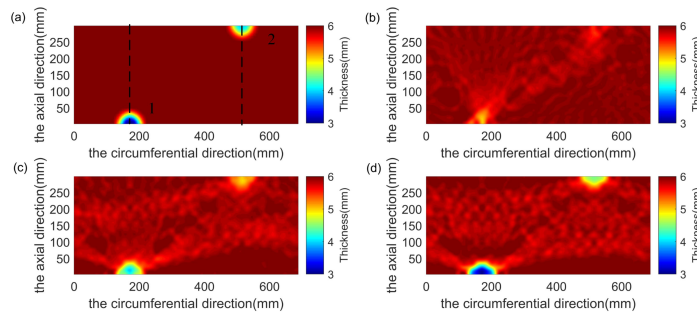 (a)
the axial direction(mm)
250
200
150
100
50
1
2
0 200 400 600
the circumferential direction(mm)
6
5
4
3
Thickness(mm)
(b)
the axial direction(mm)
250
200
150
100
50
0 200 400 600
the circumferential direction(mm)
6
5
4
3
Thickness(mm)
(c)
the axial direction(mm)
250
200
150
100
50
0 200 400 600
the circumferential direction(mm)
6
5
4
3
Thickness(mm)
(d)
the axial direction(mm)
250
200
150
100
50
0 200 400 600
the circumferential direction(mm)
6
5
4
3
Thickness(mm)